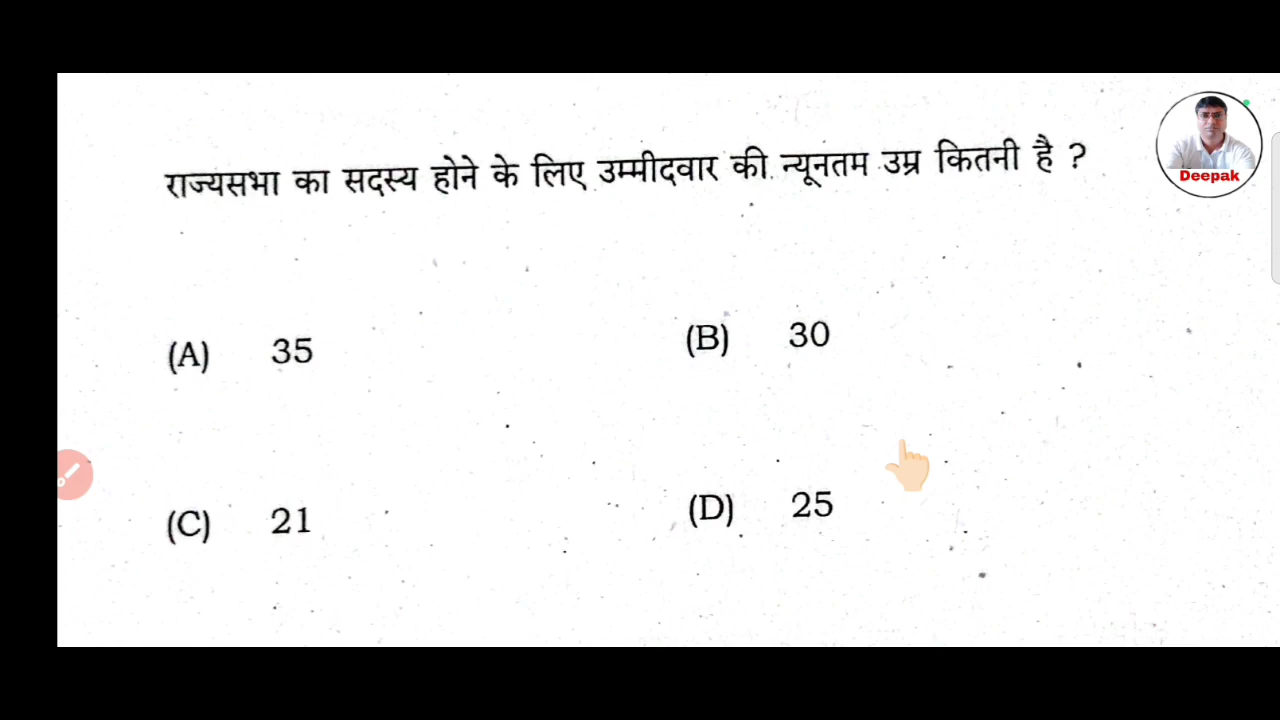 राज्यसभा का सदस्य होने के लिए उम्मीदवार की न्यूनतम उम्र कितनी है ?
Deepak
(A) 35
(B) 30
(C) 21
(D) 25